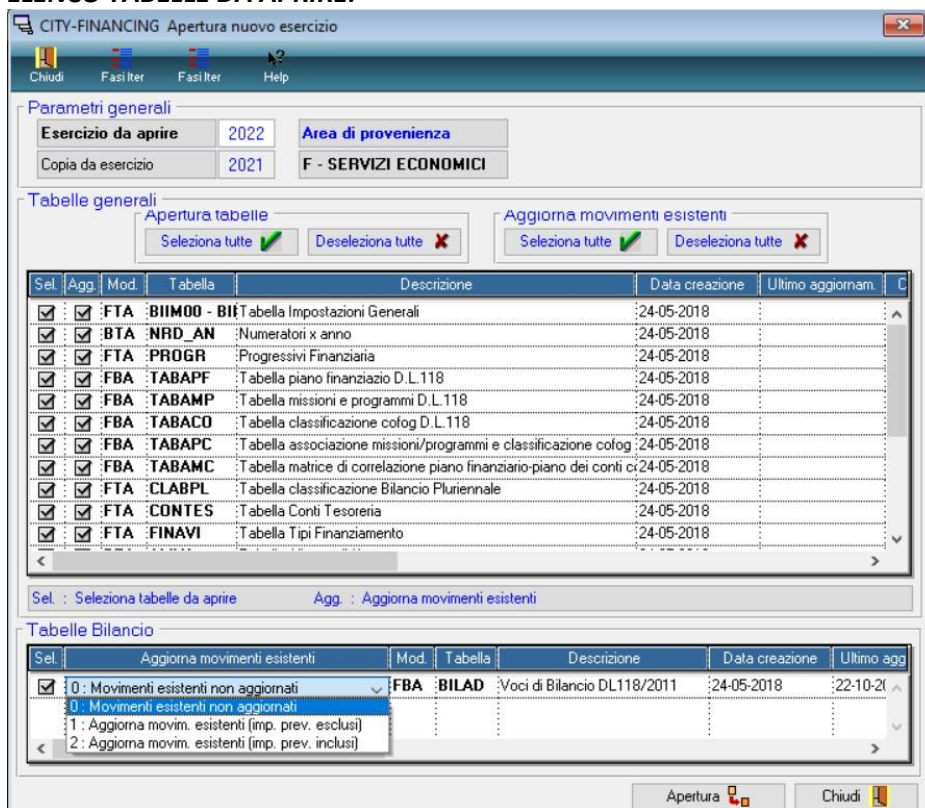 ELENCO TABELLE DA APRIRE:
CITY-FINANCING Apertura nuovo esercizio
Chiudi Fasi Iter Fasi Iter Help
Parametri generali
Esercizio da aprire 2022 Area di provenienza
Copia da esercizio 2021 F - SERVIZI ECONOMICI
Tabelle generali
Apertura tabelle Aggiorna movimenti esistenti
Seleziona tutte Deseleziona tutte Seleziona tutte Deseleziona tutte
Sel. Agg. Mod. Tabella Descrizione Data creazione Ultimo aggiornam.
FTA BIIM00 - BII Tabella Impostazioni Generali 24-05-2018
BTA NRD_AN Numeratori x anno 24-05-2018
FTA PROGR Progressivi Finanziaria 24-05-2018
FBA TABAPF Tabella piano finanziazio D.L.118 24-05-2018
FBA TABAMP Tabella missioni e programmi D.L.118 24-05-2018
FBA TABACO Tabella classificazione cofog D.L.118 24-05-2018
FBA TABAPC Tabella associazione missioni/programmi e classificazione cofog 24-05-2018
FBA TABAMC Tabella matrice di correlazione piano finanziario-piano dei conti 24-05-2018
FTA CLABPL Tabella classificazione Bilancio Pluriennale 24-05-2018
FTA CONTES Tabella Conti Tesoreria 24-05-2018
FTA FINAVI Tabella Tipi Finanziamento 24-05-2018
Sel. : Seleziona tabelle da aprire Agg. : Aggiorna movimenti esistenti
Tabelle Bilancio
Sel. Aggiorna movimenti esistenti Mod. Tabella Descrizione Data creazione Ultimo agg
0 : Movimenti esistenti non aggiornati FBA BILAD Voci di Bilancio DL118/2011 24-05-2018 22-10-20
0 : Movimenti esistenti non aggiornati
1 : Aggiorna movim. esistenti (imp. prev. esclusi)
2 : Aggiorna movim. esistenti (imp. prev. inclusi)
Apertura Chiudi